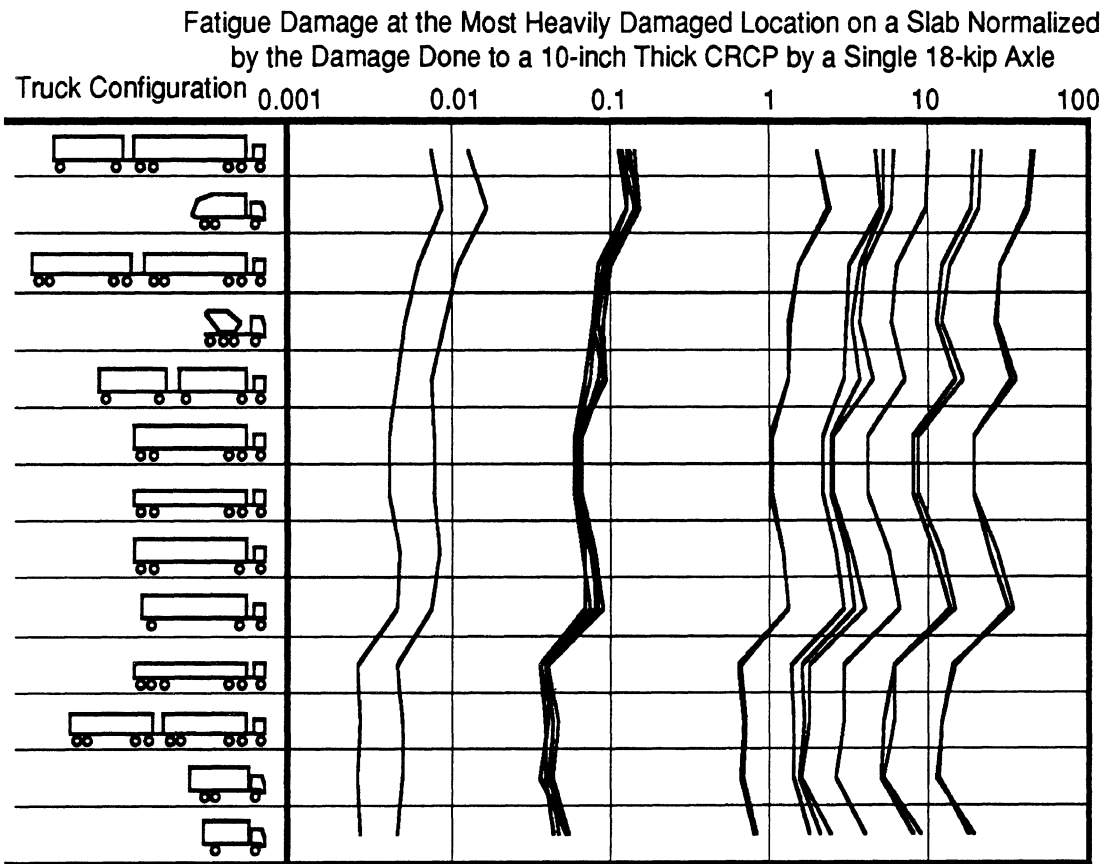 Fatigue Damage at the Most Heavily Damaged Location on a Slab Normalized
by the Damage Done to a 10-inch Thick CRCP by a Single 18-kip Axle
Truck Configuration 0.001 0.01 0.1 1 10 100